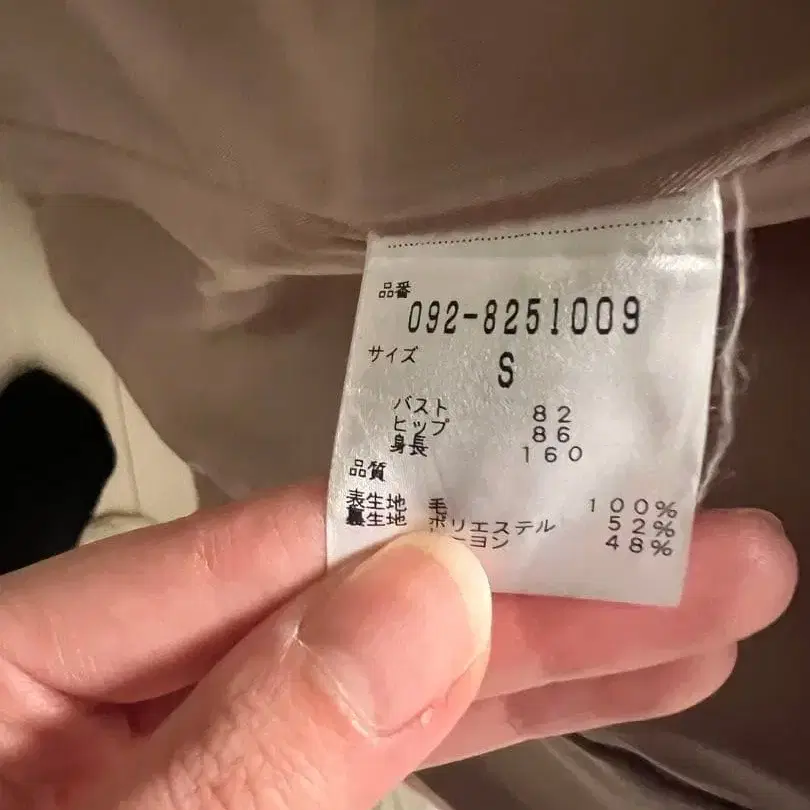 品番
092-8251009
サイズ
S
バスト 82
ヒップ 86
身長 160
品質
表生地 毛 100%
裏生地 ポリエステル 52%
48%